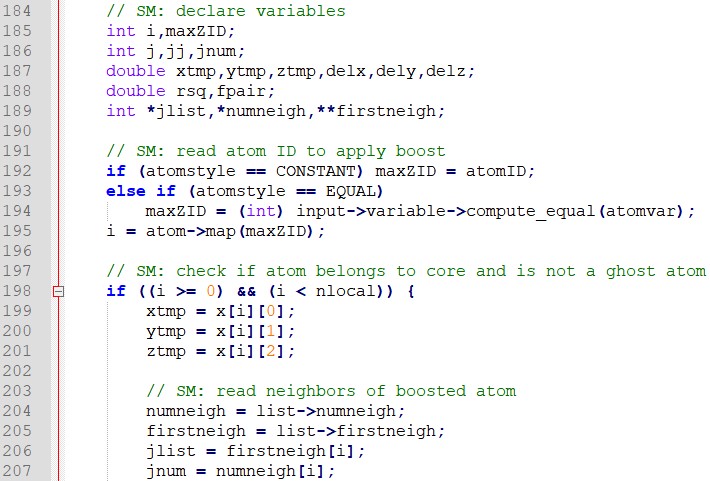 184 // SM: declare variables
185 int i,maxZID;
186 int j,jj,jnum;
187 double xtmp,ytmp,ztmp,delx,dely,delz;
188 double rsq,fpair;
189 int *jlist,*numneigh,**firstneigh;
190
191 // SM: read atom ID to apply boost
192 if (atomstyle == CONSTANT) maxZID = atomID;
193 else if (atomstyle == EQUAL)
194 maxZID = (int) input->variable->compute_equal(atomvar);
195 i = atom->map(maxZID);
196
197 // SM: check if atom belongs to core and is not a ghost atom
198 if ((i >= 0) && (i < nlocal)) {
199 xtmp = x[i][0];
200 ytmp = x[i][1];
201 ztmp = x[i][2];
202
203 // SM: read neighbors of boosted atom
204 numneigh = list->numneigh;
205 firstneigh = list->firstneigh;
206 jlist = firstneigh[i];
207 jnum = numneigh[i];